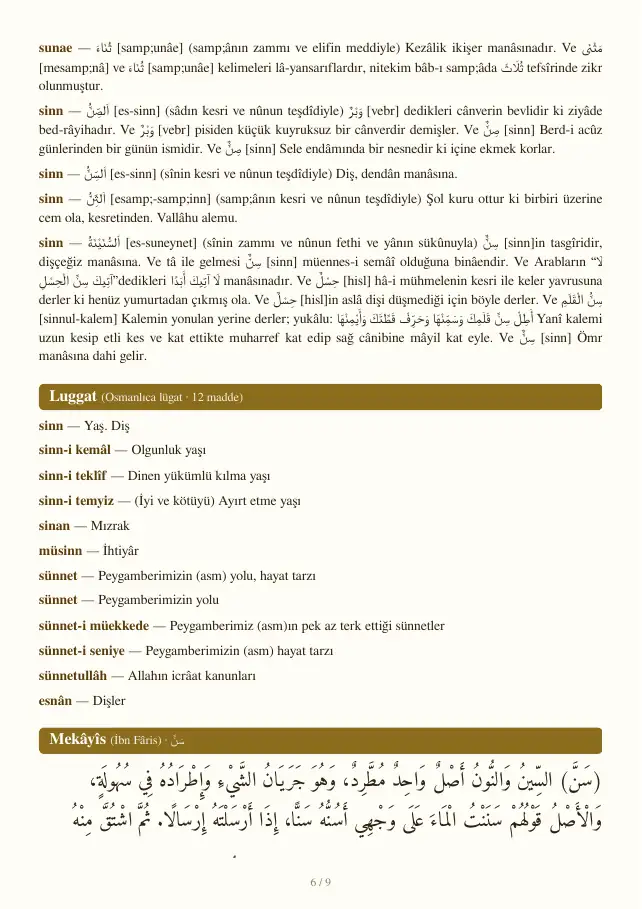 sunae — ثُنَاءَ [samp;unâe] (samp;ânın zammı ve elifin meddiyle) Kezâlik ikişer manâsınadır. Ve مَثْنٰى
[mesamp;nâ] ve ثُنَاءَ [samp;unâe] kelimeleri lâ-yansarıflardır, nitekim bâb-ı samp;âda ثُلَاثَ tefsîrinde zikr
olunmuştur.
sinn — اَلصِّنُّ [es-sinn] (sâdın kesri ve nûnun teşdîdiyle) وَبْرٌ [vebr] dedikleri cânverin bevlidir ki ziyâde
bed-râyihadır. Ve وَبْرٌ [vebr] pisiden küçük kuyruksuz bir cânverdir demişler. Ve صِنٌّ [sinn] Berd-i acûz
günlerinden bir günün ismidir. Ve صِنٌّ [sinn] Sele endâmında bir nesnedir ki içine ekmek korlar.
sinn — اَلسِّنُّ [es-sinn] (sînin kesri ve nûnun teşdîdiyle) Diş, dendân manâsına.
sinn — اَلثِّنُّ [esamp;-samp;inn] (samp;ânın kesri ve nûnun teşdîdiyle) Şol kuru ottur ki birbiri üzerine
cem ola, kesretinden. Vallâhu alemu.
sinn — اَلسُّنَيْنَةُ [es-suneynet] (sînin zammı ve nûnun fethi ve yânın sükûnuyla) سِنٌّ [sinn]in tasgîridir,
dişçeğiz manâsına. Ve tâ ile gelmesi سِنٌّ [sinn] müennes-i semâî olduğuna binâendir. Ve Arabların “لَا
آتِيكَ سِنَّ الْحِسْلِ”dedikleri لَا آتِيكَ أَبَدًا manâsınadır. Ve حِسْلٌ [hisl] hâ-i mühmelenin kesri ile keler yavrusuna
derler ki henüz yumurtadan çıkmış ola. Ve حِسْلٌ [hisl]in aslâ dişi düşmediği için böyle derler. Ve سِنُّ الْقَلَمِ
[sinnul-kalem] Kalemin yonulan yerine derler; yukâlu: أَطِلْ سِنَّ قَلَمِكَ وَسَمِّنْهَا وَحَرِّفْ قَطَّتَكَ وَأَيْمِنْهَا Yanî kalemi
uzun kesip etli kes ve kat ettikte muharref kat edip sağ cânibine mâyil kat eyle. Ve سِنٌّ [sinn] Ömr
manâsına dahi gelir.
Luggat (Osmanlıca lügat · 12 madde)
sinn — Yaş. Diş
sinn-i kemâl — Olgunluk yaşı
sinn-i teklîf — Dinen yükümlü kılma yaşı
sinn-i temyiz — (İyi ve kötüyü) Ayırt etme yaşı
sinan — Mızrak
müsinn — İhtiyâr
sünnet — Peygamberimizin (asm) yolu, hayat tarzı
sünnet — Peygamberimizin yolu
sünnet-i müekkede — Peygamberimiz (asm)ın pek az terk ettiği sünnetler
sünnet-i seniye — Peygamberimizin (asm) hayat tarzı
sünnetullâh — Allahın icrâat kanunları
esnân — Dişler
Mekâyîs (İbn Fâris) · سَنَّ
(سَنَّ) السِّينُ وَالنُّونُ أَصْلٌ وَاحِدٌ مُطَّرِدٌ، وَهُوَ جَرَيَانُ الشَّيْءِ وَإِطْرَادُهُ فِي سُهُولَةٍ،
وَالْأَصْلُ قَوْلُهُمْ سَنَنْتُ الْمَاءَ عَلَى وَجْهِي أَسُنُّهُ سَنًّا، إِذَا أَرْسَلْتَهُ إِرْسَالًا. ثُمَّ اشْتُقَّ مِنْهُ
6 / 9